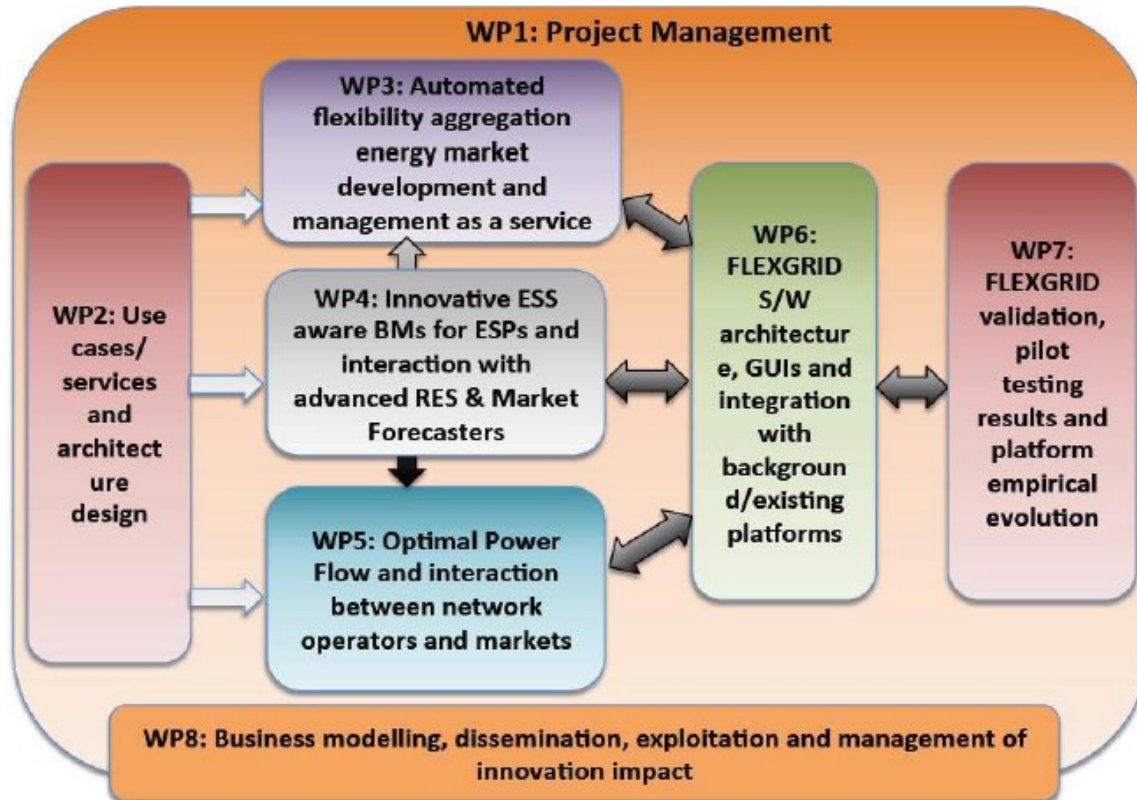 WP1: Project Management
WP3: Automated
flexibility aggregation
energy market
development and
management as a service
WP2: Use
cases/
services
and
architect
ure
design
WP4: Innovative ESS
aware BMs for ESPs and
interaction with
advanced RES & Market
Forecasters
WP5: Optimal Power
Flow and interaction
between network
operators and markets
WP6:
FLEXGRID
S/W
architectur
e, GUIs and
integration
with
backgroun
d/existing
platforms
WP7:
FLEXGRID
validation,
pilot
testing
results and
platform
empirical
evolution
WP8: Business modelling, dissemination, exploitation and management of
innovation impact